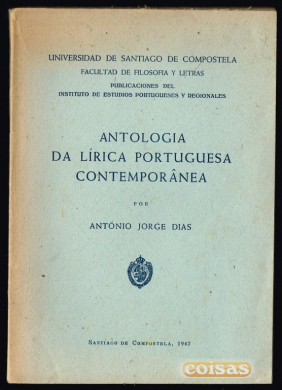 UNIVERSIDAD DE SANTIAGO DE COMPOSTELA
FACULTAD DE FILOSOFIA Y LETRAS
PUBLICACIONES DEL
INSTITUTO DE ESTUDIOS PORTUGUESES Y REGIONALES
ANTOLOGIA
DA LÍRICA PORTUGUESA
CONTEMPORÂNEA
POR
ANTÓNIO JORGE DIAS
SANTIAGO DE COMPOSTELA, 1947
coisas